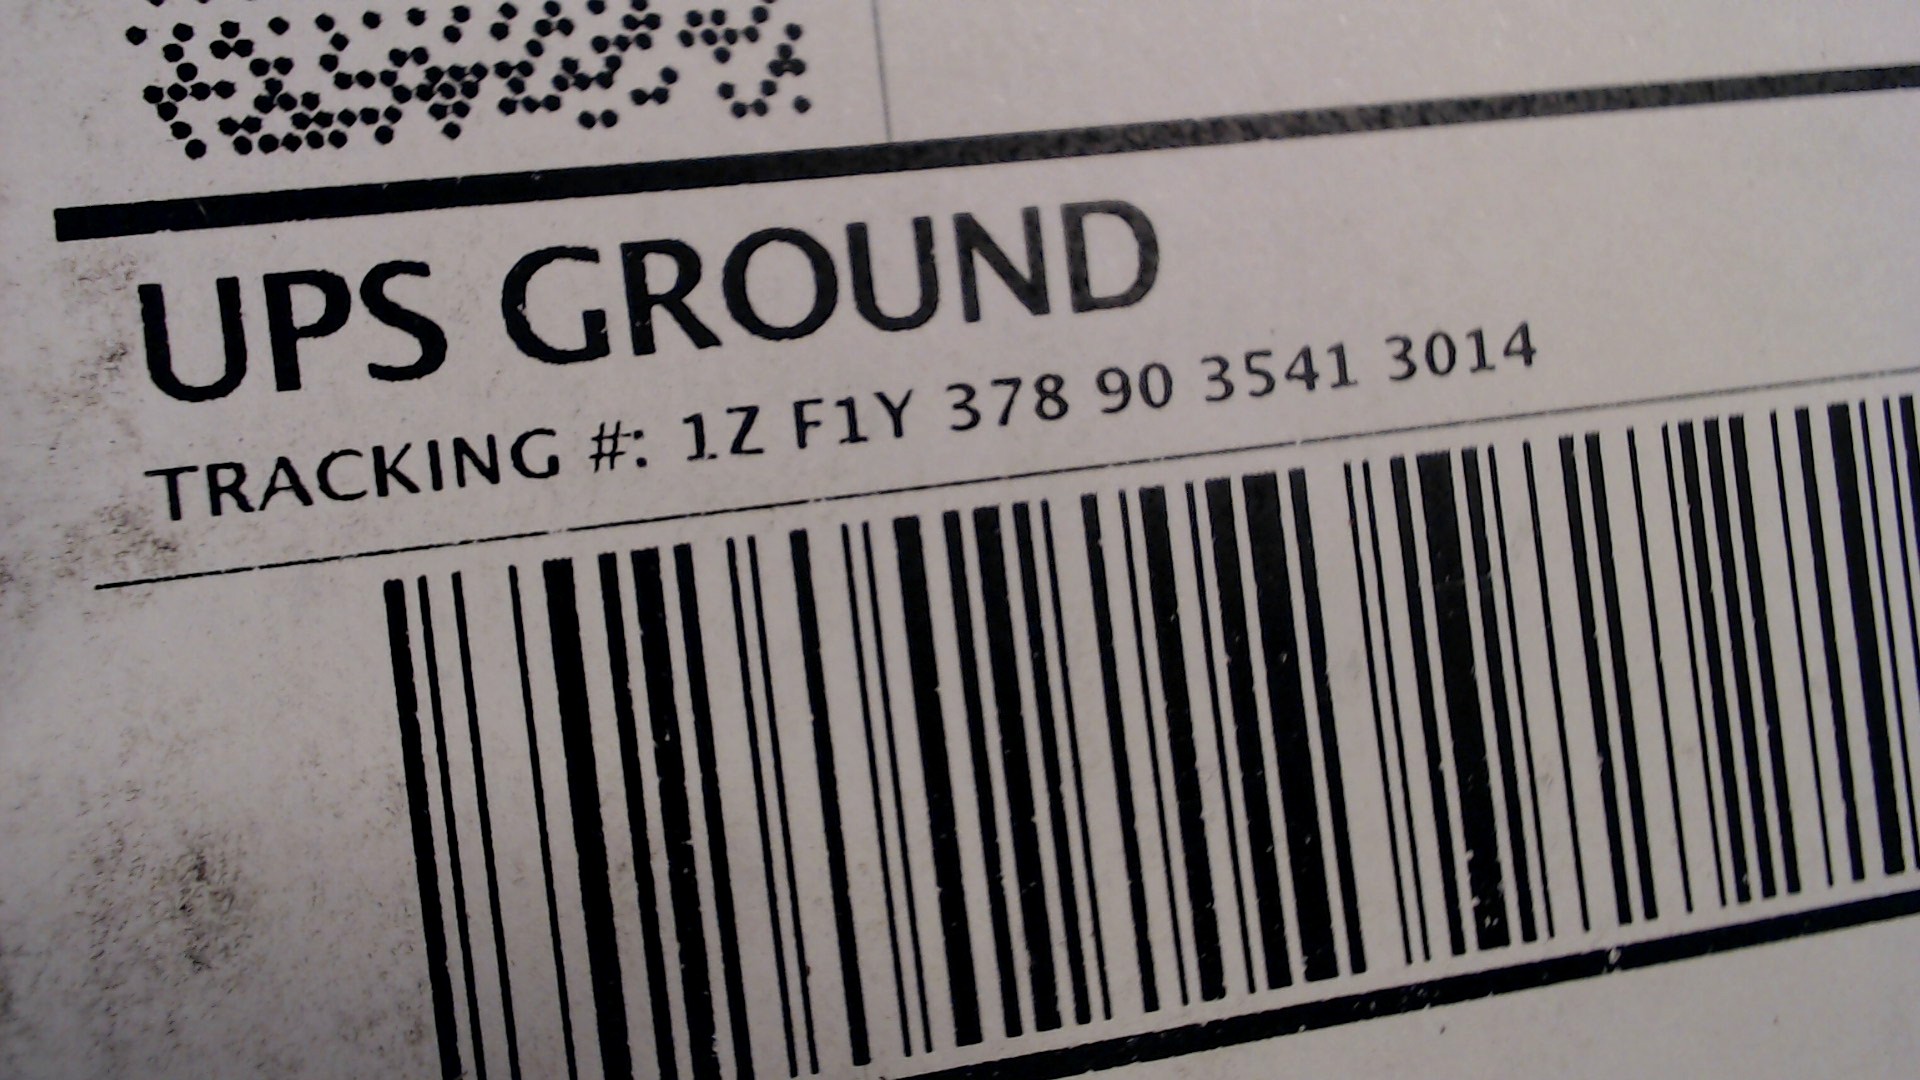 UPS GROUND
TRACKING #: 1Z F1Y 378 90 3541 3014